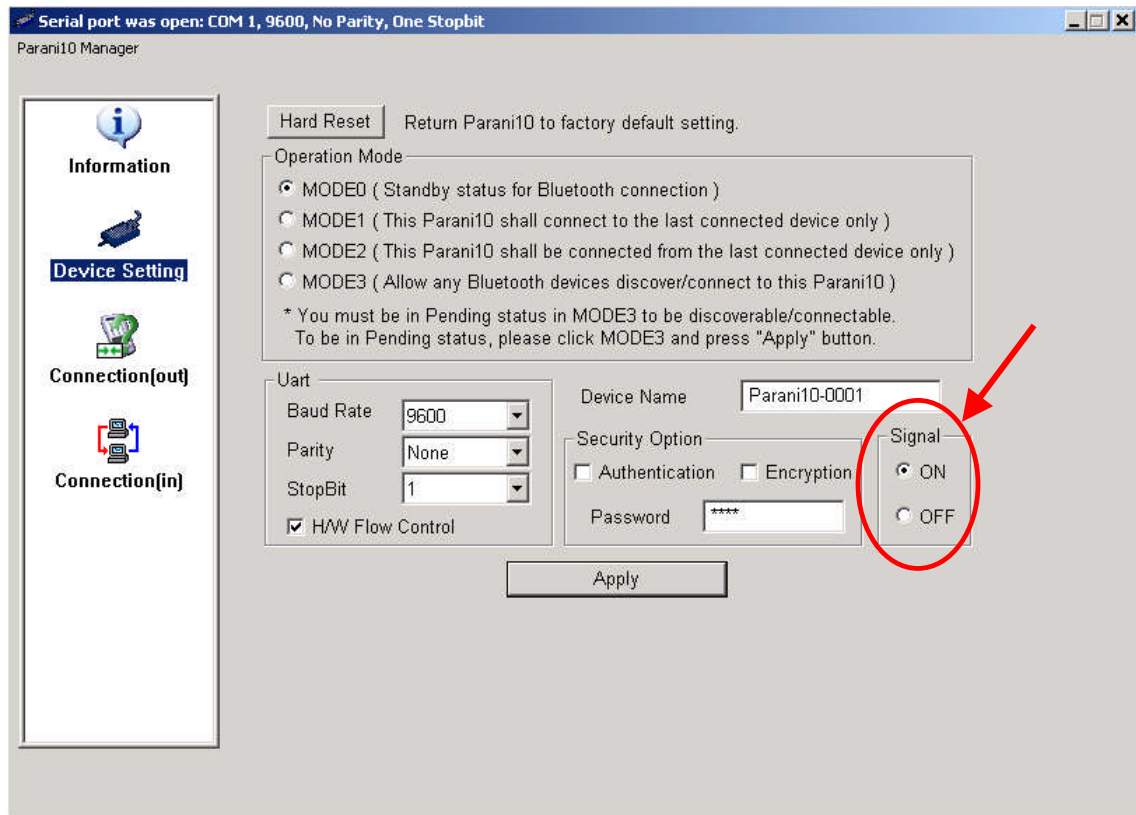 Serial port was open: COM 1, 9600, No Parity, One Stopbit
Parani10 Manager
Information
Device Setting
Connection(out)
Connection(in)
Hard Reset Return Parani10 to factory default setting.
Operation Mode
MODE0 ( Standby status for Bluetooth connection )
MODE1 ( This Parani10 shall connect to the last connected device only )
MODE2 ( This Parani10 shall be connected from the last connected device only )
MODE3 ( Allow any Bluetooth devices discover/connect to this Parani10 )
* You must be in Pending status in MODE3 to be discoverable/connectable.
To be in Pending status, please click MODE3 and press "Apply" button.
Uart
Baud Rate 9600
Parity None
StopBit 1
H/W Flow Control
Device Name Parani10-0001
Security Option
Authentication Encryption
Password ****
Signal
ON
OFF
Apply